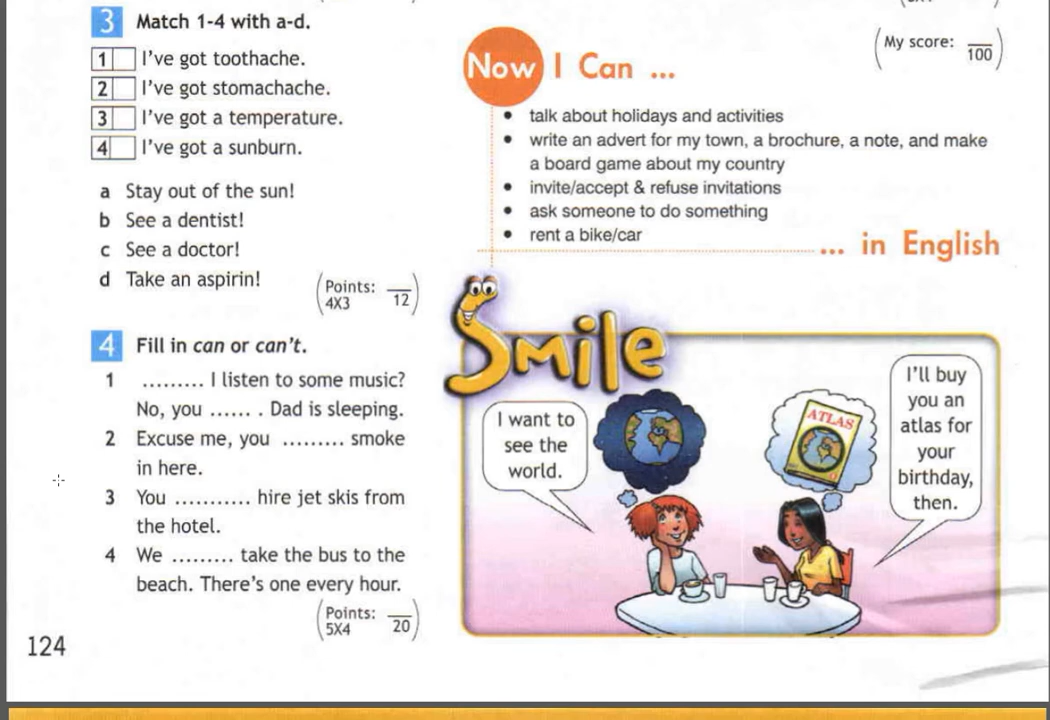 3 Match 1-4 with a-d.
1 I've got toothache.
2 I've got stomachache.
3 I've got a temperature.
4 I've got a sunburn.
a Stay out of the sun!
b See a dentist!
c See a doctor!
d Take an aspirin!
(Points: __
4X3 12)
4 Fill in can or can't.
1 ......... I listen to some music?
No, you ...... . Dad is sleeping.
2 Excuse me, you ......... smoke
in here.
3 You ........... hire jet skis from
the hotel.
4 We ......... take the bus to the
beach. There's one every hour.
(Points: __
5X4 20)
124
(My score: __
100)
Now I Can ...
• talk about holidays and activities
• write an advert for my town, a brochure, a note, and make
a board game about my country
• invite/accept & refuse invitations
• ask someone to do something
• rent a bike/car
... in English
Smile
I want to
see the
world.
ATLAS
I'll buy
you an
atlas for
your
birthday,
then.